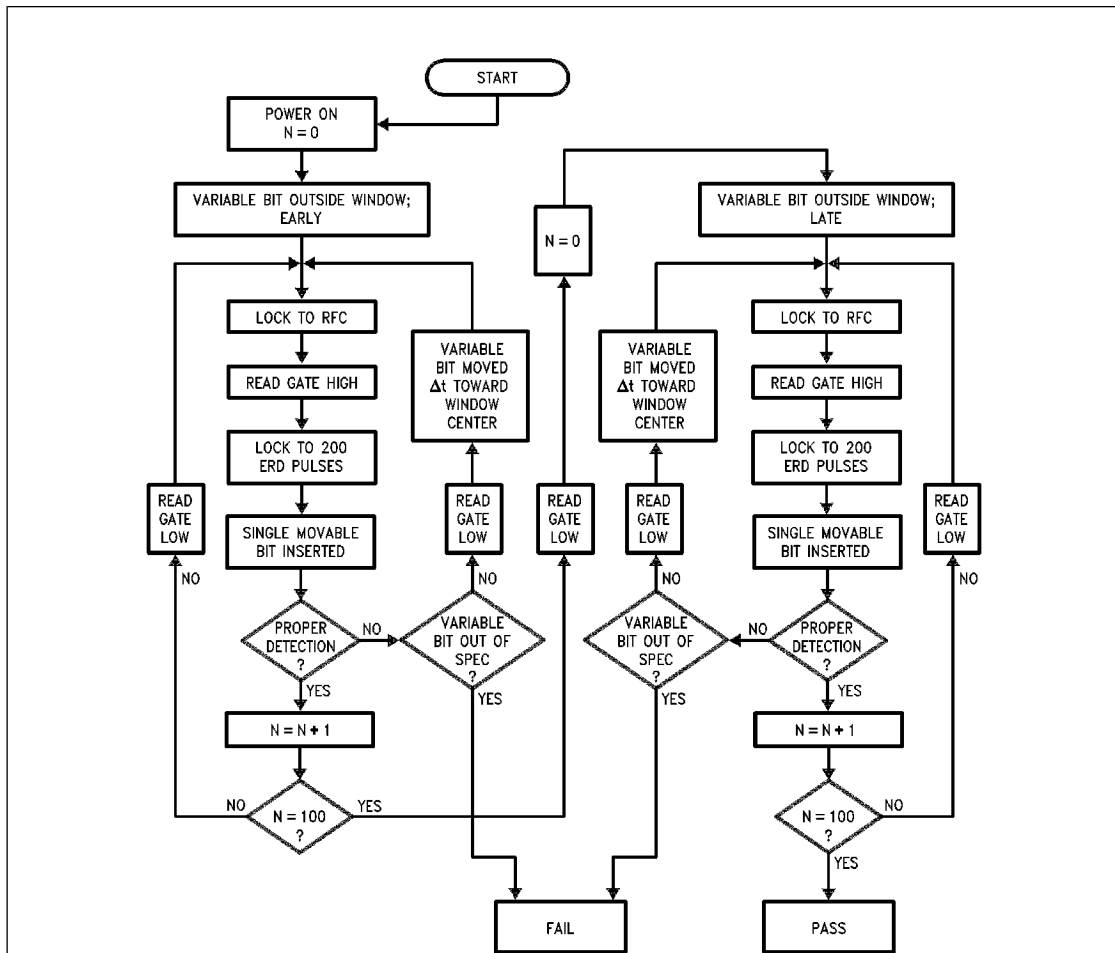 START
POWER ON
N = 0
VARIABLE BIT OUTSIDE WINDOW;
EARLY
LOCK TO RFC
READ GATE HIGH
LOCK TO 200
ERD PULSES
SINGLE MOVABLE
BIT INSERTED
PROPER
DETECTION
?
NO
YES
N = N + 1
N = 100
?
NO
YES
READ
GATE
LOW
NO
VARIABLE
BIT OUT OF
SPEC
?
NO
YES
READ
GATE
LOW
VARIABLE
BIT MOVED
Δt TOWARD
WINDOW
CENTER
READ
GATE
LOW
N = 0
VARIABLE BIT OUTSIDE WINDOW;
LATE
LOCK TO RFC
READ GATE HIGH
LOCK TO 200
ERD PULSES
SINGLE MOVABLE
BIT INSERTED
PROPER
DETECTION
?
NO
YES
N = N + 1
N = 100
?
NO
YES
READ
GATE
LOW
NO
VARIABLE
BIT OUT OF
SPEC
?
NO
YES
READ
GATE
LOW
VARIABLE
BIT MOVED
Δt TOWARD
WINDOW
CENTER
FAIL
PASS